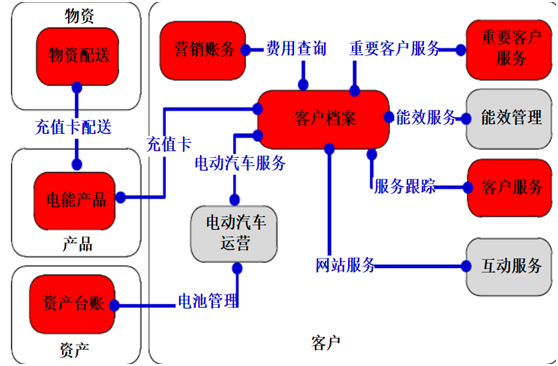 物资
物资配送
充值卡配送
电能产品
产品
资产台账
资产
营销账务
费用查询
重要客户服务
重要客户
服务
客户档案
能效服务
能效管理
充值卡
电动汽车服务
服务跟踪
客户服务
电动汽车
运营
网站服务
互动服务
电池管理
客户